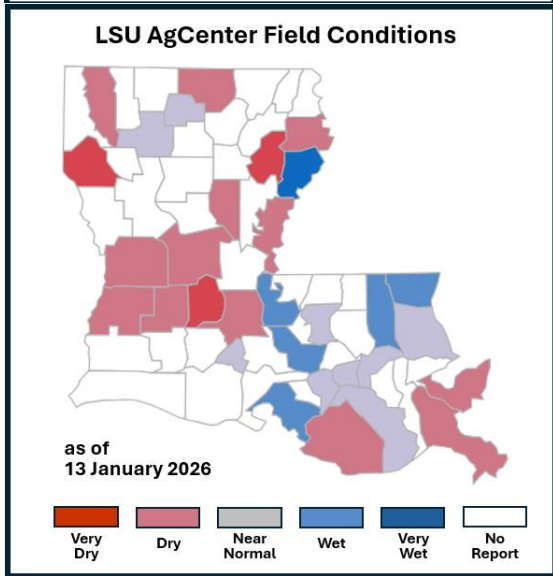 LSU AgCenter Field Conditions
as of
13 January 2026
Very
Dry
Dry
Near
Normal
Wet
Very
Wet
No
Report